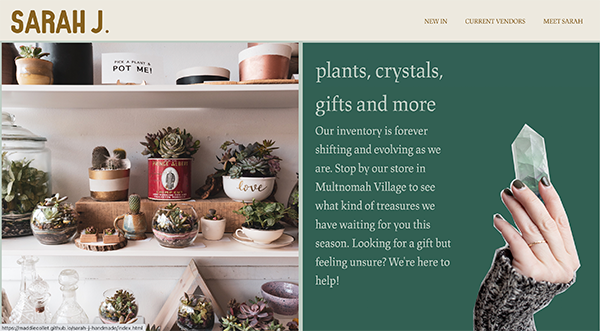 SARAH J.
NEW IN CURRENT VENDORS MEET SARAH
PICK A PLANT &
POT ME!
PRINCE ALBERT
love
plants, crystals,
gifts and more
Our inventory is forever
shifting and evolving as we
are. Stop by our store in
Multnomah Village to see
what kind of treasures we
have waiting for you this
season. Looking for a gift but
feeling unsure? We're here to
help!
https://maddiecollet.github.io/sarah-j-handmade/index.html